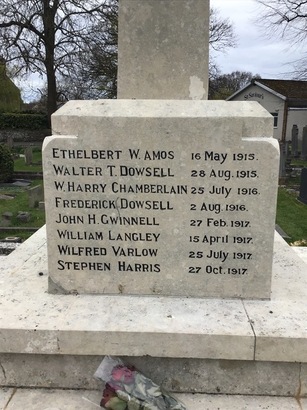 ETHELBERT W. AMOS 16 MAY 1915.
WALTER T. DOWSELL 28 AUG. 1915.
W. HARRY CHAMBERLAIN 25 JULY 1916.
FREDERICK DOWSELL 2 AUG. 1916.
JOHN H. GWINNELL 27 FEB. 1917.
WILLIAM LANGLEY 15 APRIL 1917.
WILFRED VARLOW 25 JULY 1917.
STEPHEN HARRIS 27 OCT. 1917.